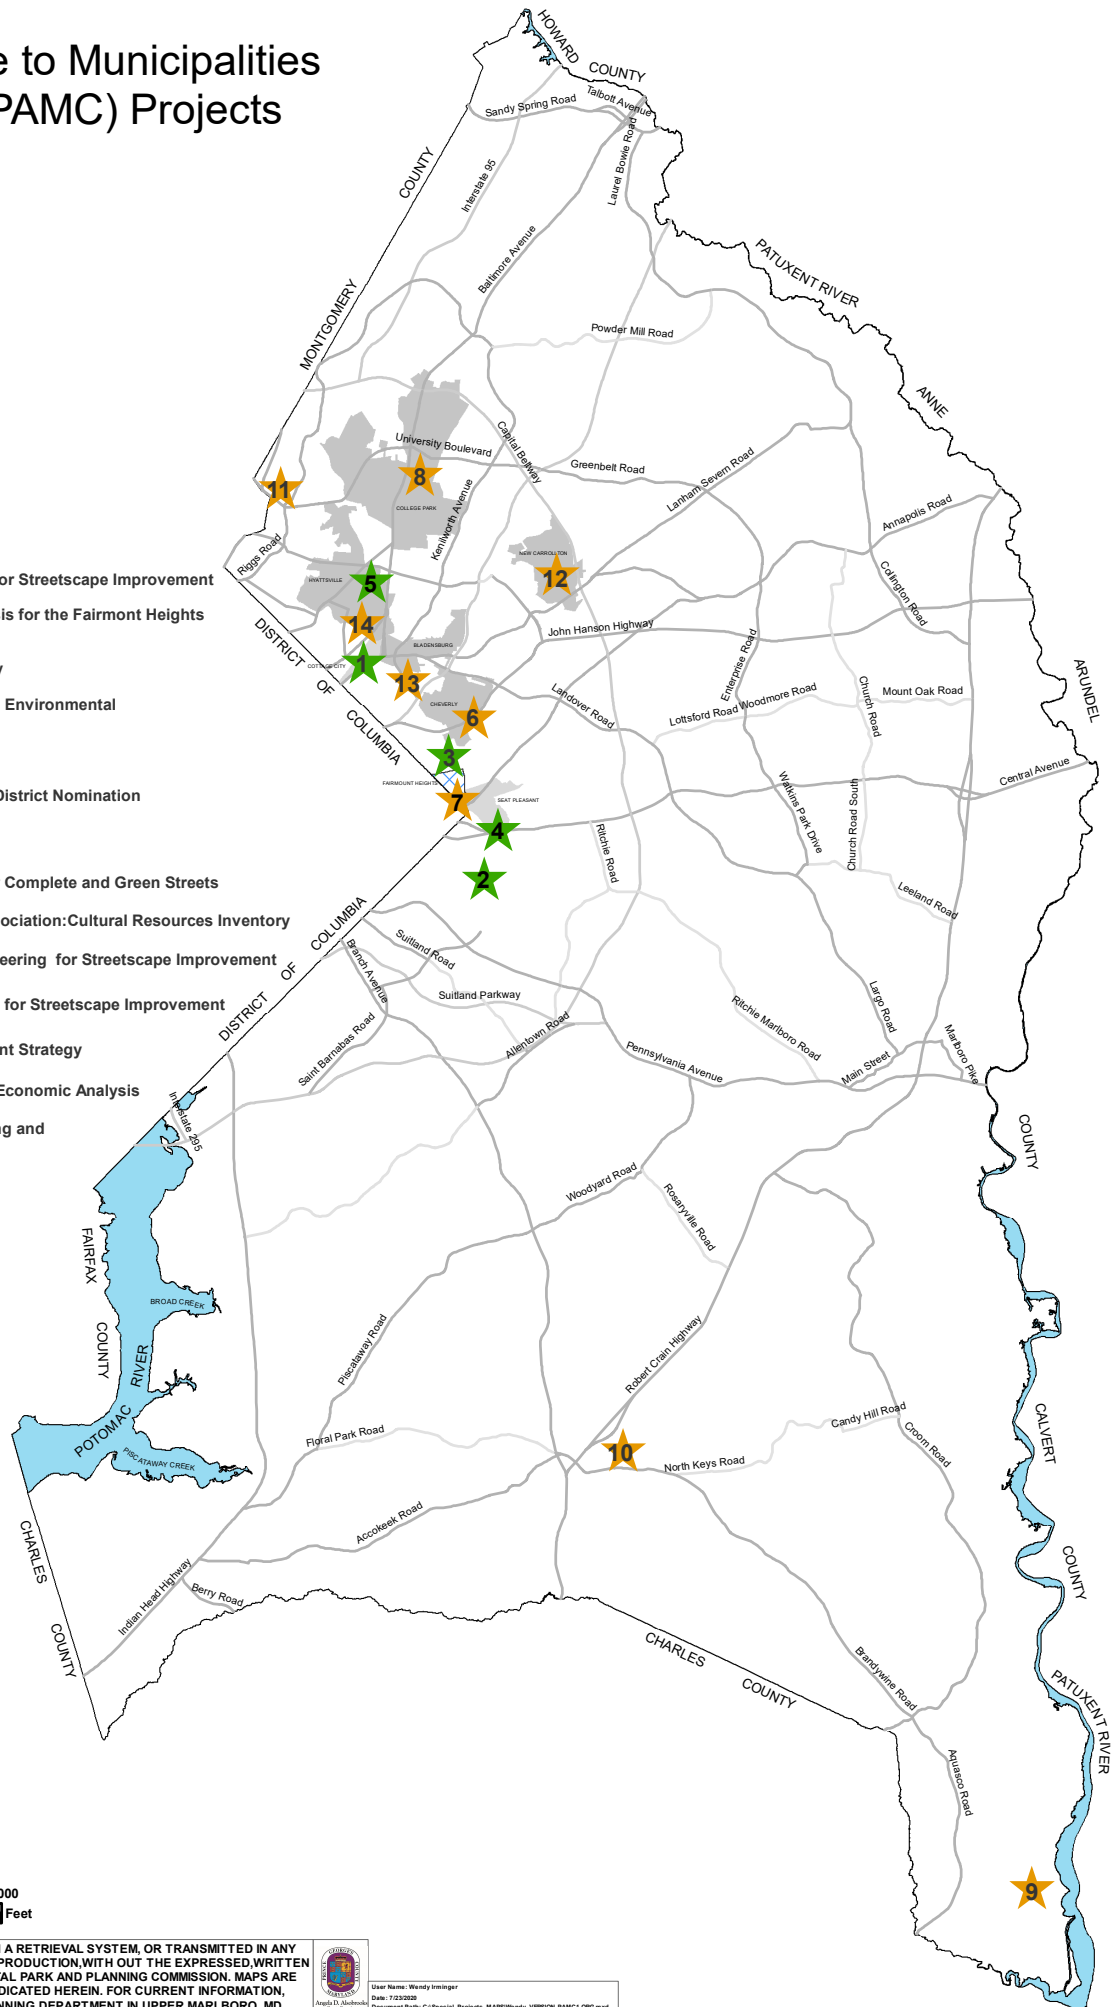 e to Municipalities
PAMC) Projects
HOWARD
COUNTY
Talbott Avenue
Sandy Spring Road
Laurel Bowie Road
COUNTY
Interstate 95
Baltimore Avenue
PATUXENT RIVER
MONTGOMERY
Powder Mill Road
ANNE
University Boulevard
Capital Beltway
Greenbelt Road
Lanham Severn Road
8
11
COLLEGE PARK
Kenilworth Avenue
Annapolis Road
Riggs Road
NEW CARROLLTON
12
HYATTSVILLE
5
Collington Road
or Streetscape Improvement
is for the Fairmont Heights
14
John Hanson Highway
DISTRICT
OF
COLUMBIA
BLADENSBURG
COTTAGE CITY
1
13
Enterprise Road
ARUNDEL
Environmental
CHEVERLY
6
Landover Road
Lottsford Road
Woodmore Road
Church Road
Mount Oak Road
3
FAIRMOUNT HEIGHTS
7
SEAT PLEASANT
Central Avenue
District Nomination
4
Watkins Park Drive
Church Road South
Ritchie Road
2
Complete and Green Streets
Leeland Road
ociation:Cultural Resources Inventory
COLUMBIA
OF
DISTRICT
eering for Streetscape Improvement
Branch Avenue
Suitland Road
Suitland Parkway
for Streetscape Improvement
Largo Road
Ritchie Marlboro Road
Allentown Road
Saint Barnabas Road
nt Strategy
Pennsylvania Avenue
Main Street
Marlboro Pike
Economic Analysis
ng and
Interstate 295
COUNTY
Woodyard Road
Rosaryville Road
FAIRFAX
COUNTY
BROAD CREEK
Piscataway Road
Robert Crain Highway
POTOMAC
RIVER
PISCATAWAY CREEK
Floral Park Road
10
North Keys Road
Candy Hill Road
Croom Road
CALVERT
COUNTY
CHARLES
COUNTY
Accokeek Road
Indian Head Highway
Berry Road
CHARLES
COUNTY
Brandywine Road
PATUXENT RIVER
Aquasco Road
9
000
Feet
N A RETRIEVAL SYSTEM, OR TRANSMITTED IN ANY
PRODUCTION,WITH OUT THE EXPRESSED,WRITTEN
AL PARK AND PLANNING COMMISSION. MAPS ARE
DICATED HEREIN. FOR CURRENT INFORMATION,
NNING DEPARTMENT IN UPPER MARLBORO, MD.
Angela D. Alsobrooks
User Name: Wendy Irminger
Date: 7/23/2020